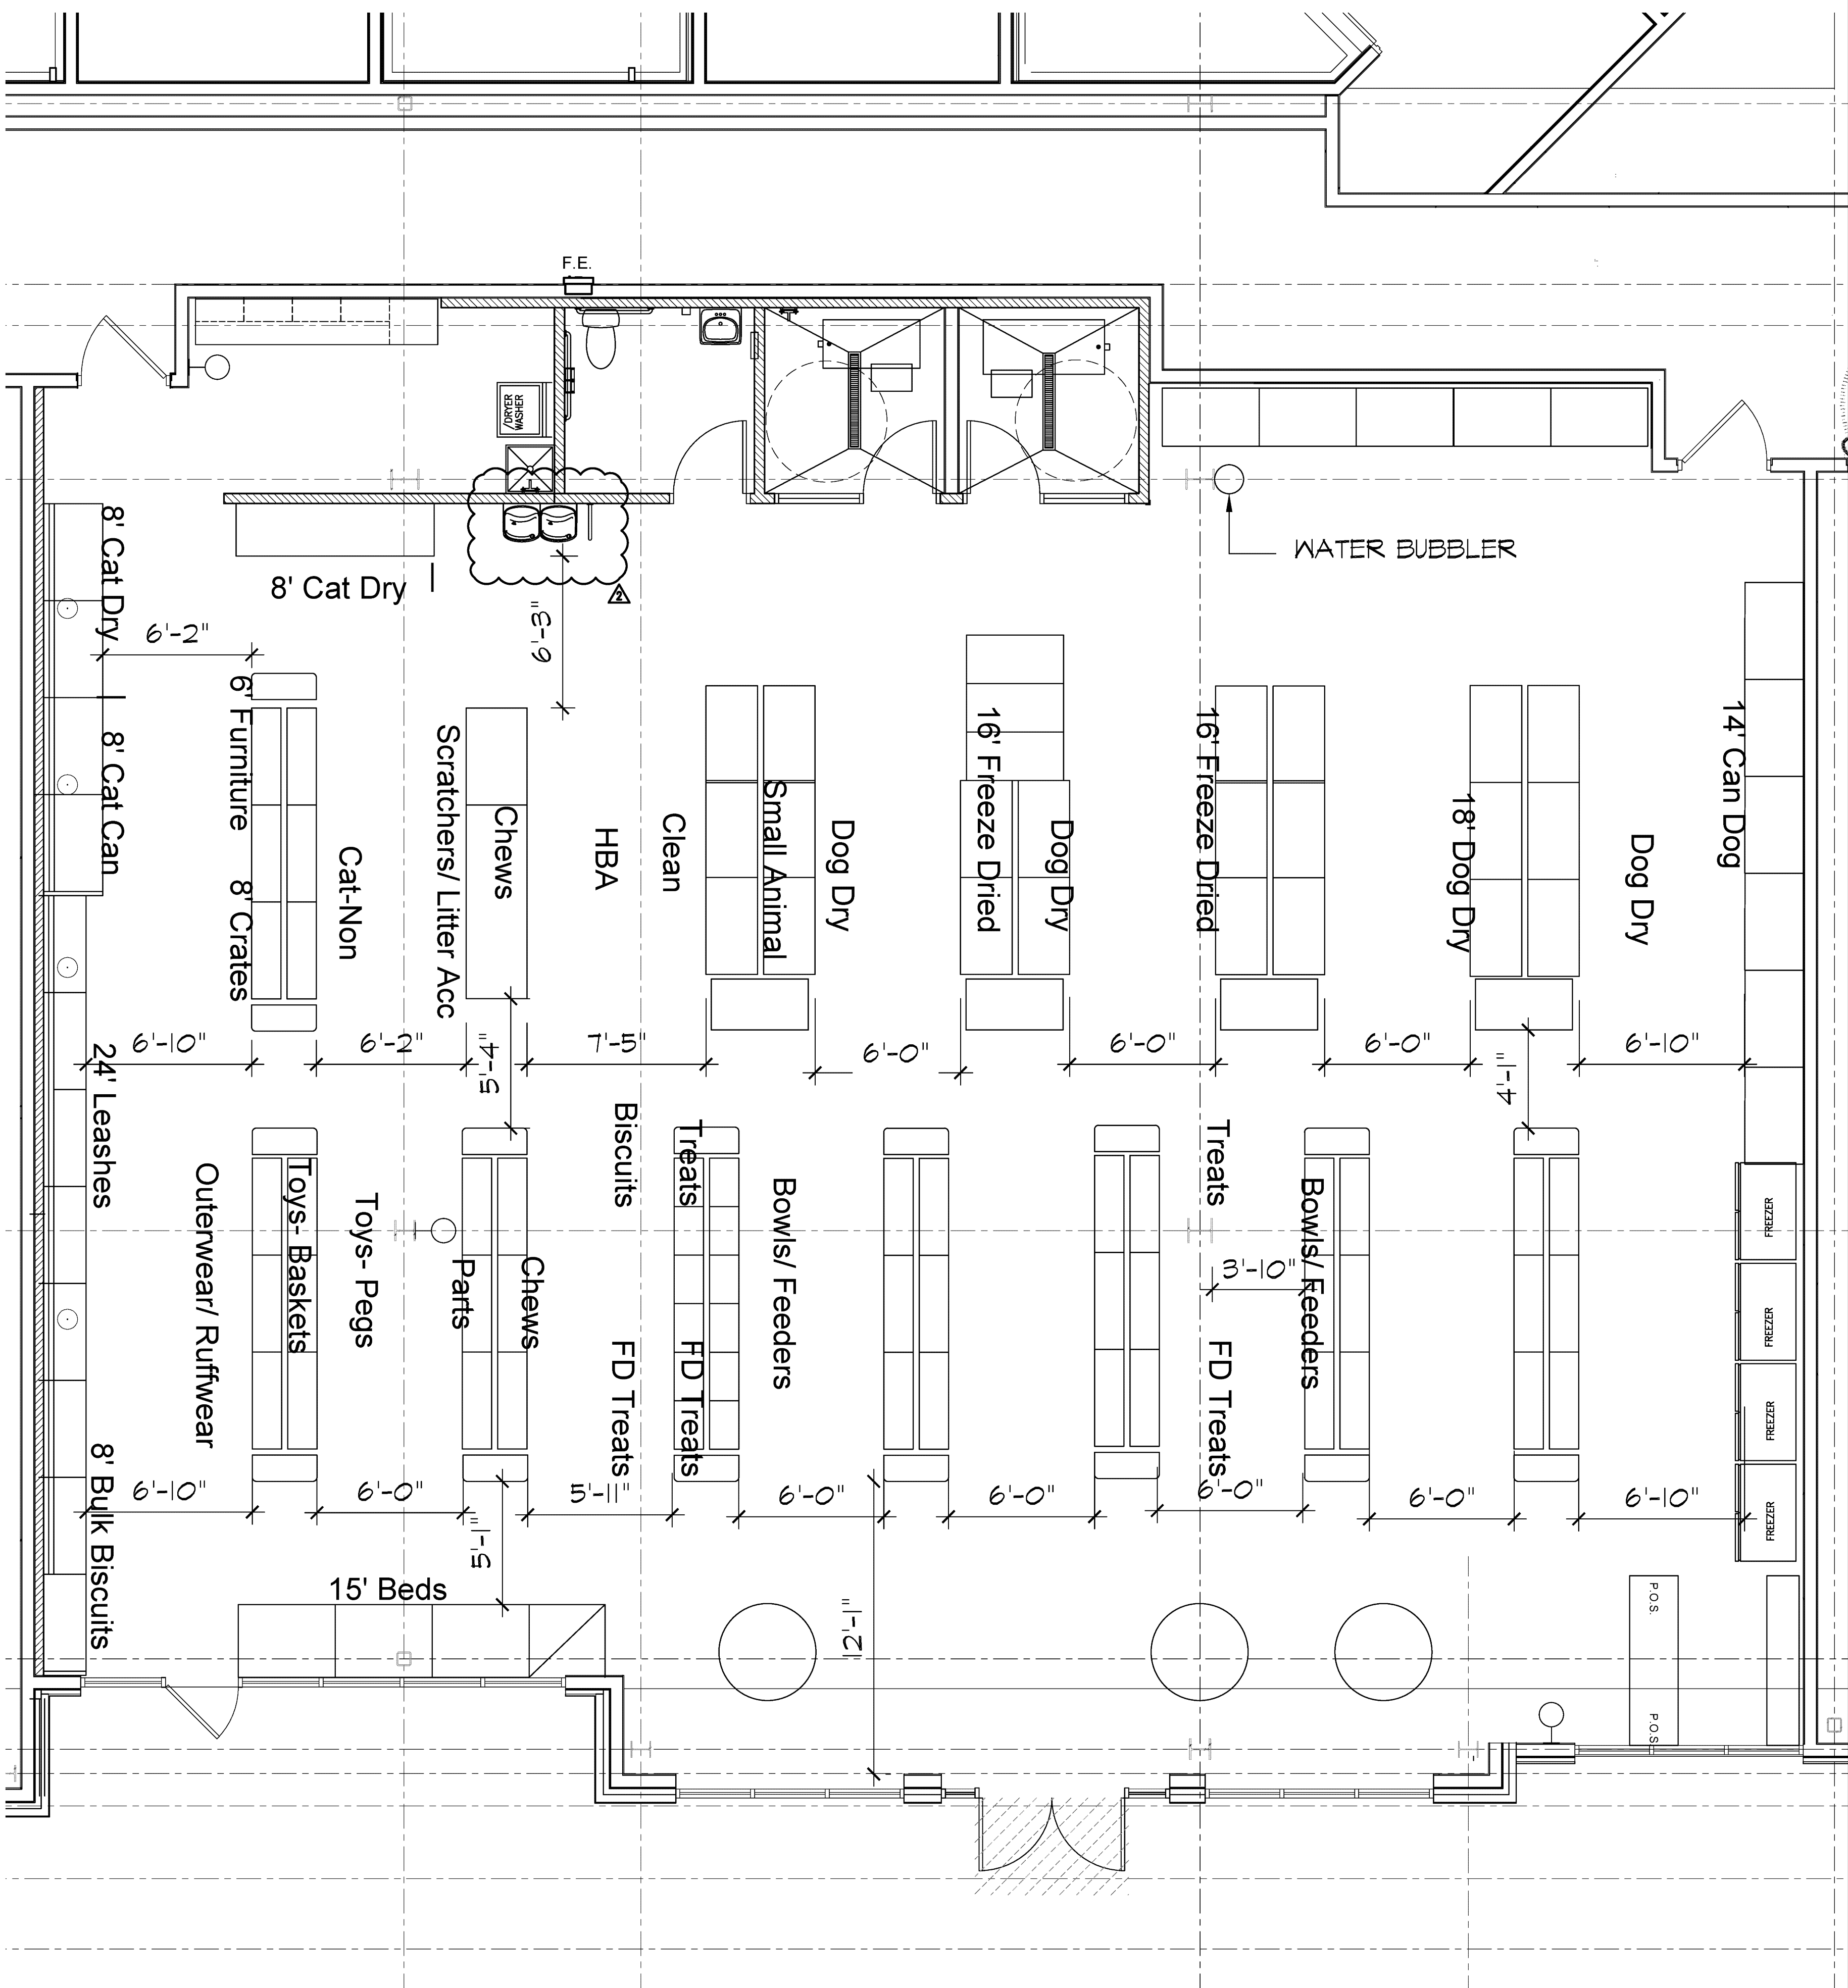 F.E.
DRYER/
WASHER
WATER BUBBLER
8' Cat Dry
8' Cat Dry
2
6'-2"
6'-3"
8' Cat Can
6' Furniture
8' Crates
Cat-Non
Scratchers/ Litter Acc
Chews
HBA
Clean
Small Animal
Dog Dry
16' Freeze Dried
Dog Dry
16' Freeze Dried
18' Dog Dry
Dog Dry
14' Can Dog
6'-10"
6'-2"
5'-4"
7'-5"
6'-0"
6'-0"
6'-0"
4'-1"
6'-10"
24' Leashes
Outerwear/ Ruffwear
Toys- Baskets
Toys- Pegs
Parts
Chews
Biscuits
Treats
FD Treats
FD Treats
Bowls/ Feeders
Treats
3'-10"
FD Treats
Bowls/ Feeders
FREEZER
FREEZER
FREEZER
FREEZER
8' Bulk Biscuits
6'-10"
6'-0"
5'-1"
5'-11"
6'-0"
6'-0"
6'-0"
6'-0"
6'-10"
15' Beds
12'-1"
P.O.S.
P.O.S.